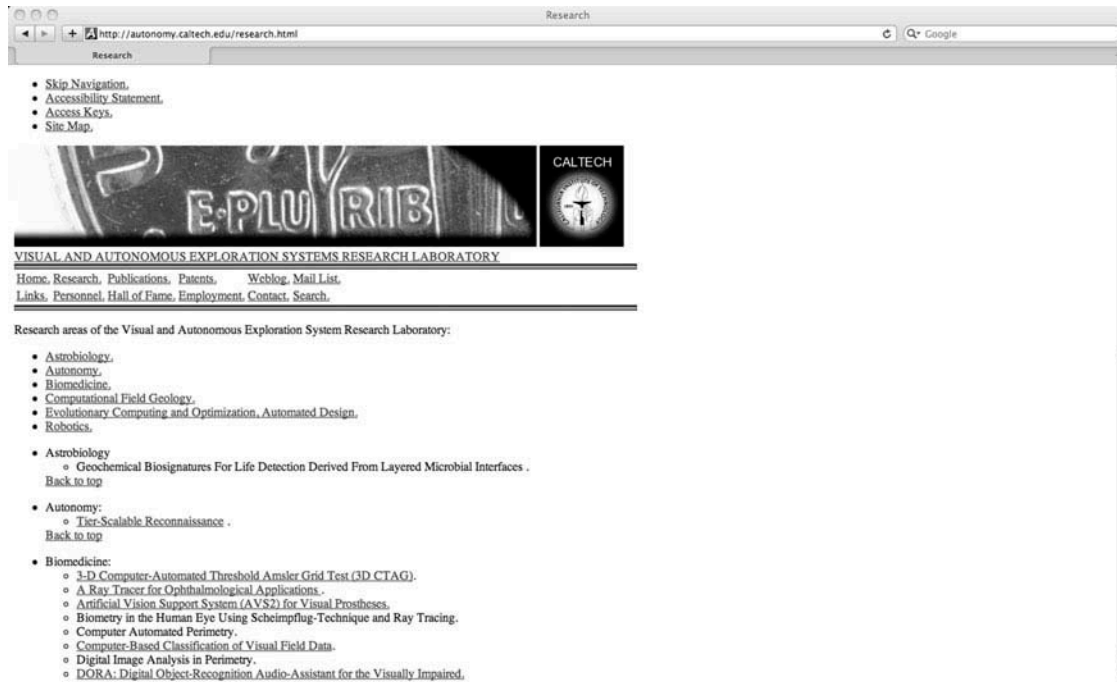 Research
http://autonomy.caltech.edu/research.html
Google
Research
Skip Navigation.
Accessibility Statement.
Access Keys.
Site Map.
E·PLURIB
CALTECH
VISUAL AND AUTONOMOUS EXPLORATION SYSTEMS RESEARCH LABORATORY
Home. Research. Publications. Patents. Weblog. Mail List.
Links. Personnel. Hall of Fame. Employment. Contact. Search.
Research areas of the Visual and Autonomous Exploration System Research Laboratory:
Astrobiology.
Autonomy.
Biomedicine.
Computational Field Geology.
Evolutionary Computing and Optimization, Automated Design.
Robotics.
Astrobiology
Geochemical Biosignatures For Life Detection Derived From Layered Microbial Interfaces .
Back to top
Autonomy:
Tier-Scalable Reconnaissance .
Back to top
Biomedicine:
3-D Computer-Automated Threshold Amsler Grid Test (3D CTAG).
A Ray Tracer for Ophthalmological Applications .
Artificial Vision Support System (AVS2) for Visual Prostheses.
Biometry in the Human Eye Using Scheimpflug-Technique and Ray Tracing.
Computer Automated Perimetry.
Computer-Based Classification of Visual Field Data.
Digital Image Analysis in Perimetry.
DORA: Digital Object-Recognition Audio-Assistant for the Visually Impaired.